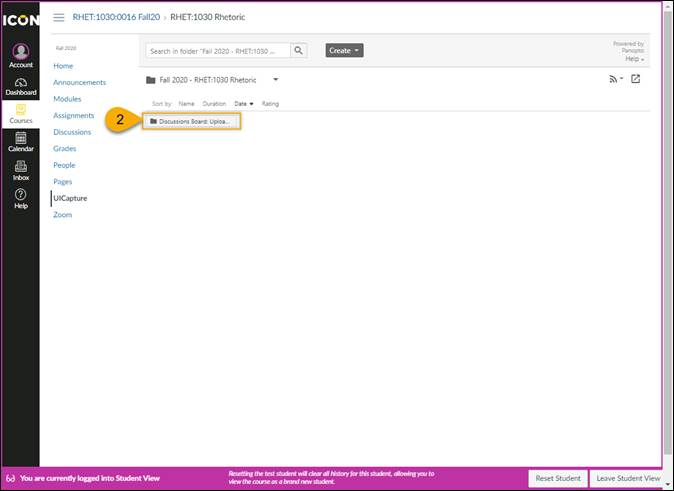 ICON
RHET:1030:0016 Fall20 › RHET:1030 Rhetoric
Account
Dashboard
Courses
Calendar
Inbox
Help
Fall 2020
Home
Announcements
Modules
Assignments
Discussions
Grades
People
Pages
UICapture
Zoom
Search in folder "Fall 2020 - RHET:1030 ...
Create
Powered by
Panopto
Help
Fall 2020 - RHET:1030 Rhetoric
Sort by: Name Duration Date Rating
2
Discussions Board: Uploa...
You are currently logged into Student View
Resetting the test student will clear all history for this student, allowing you to
view the course as a brand new student.
Reset Student
Leave Student View